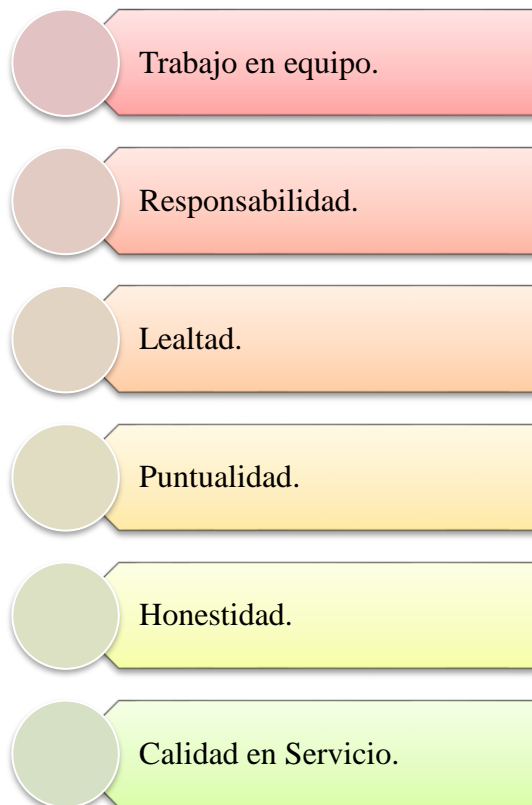 Trabajo en equipo.
Responsabilidad.
Lealtad.
Puntualidad.
Honestidad.
Calidad en Servicio.